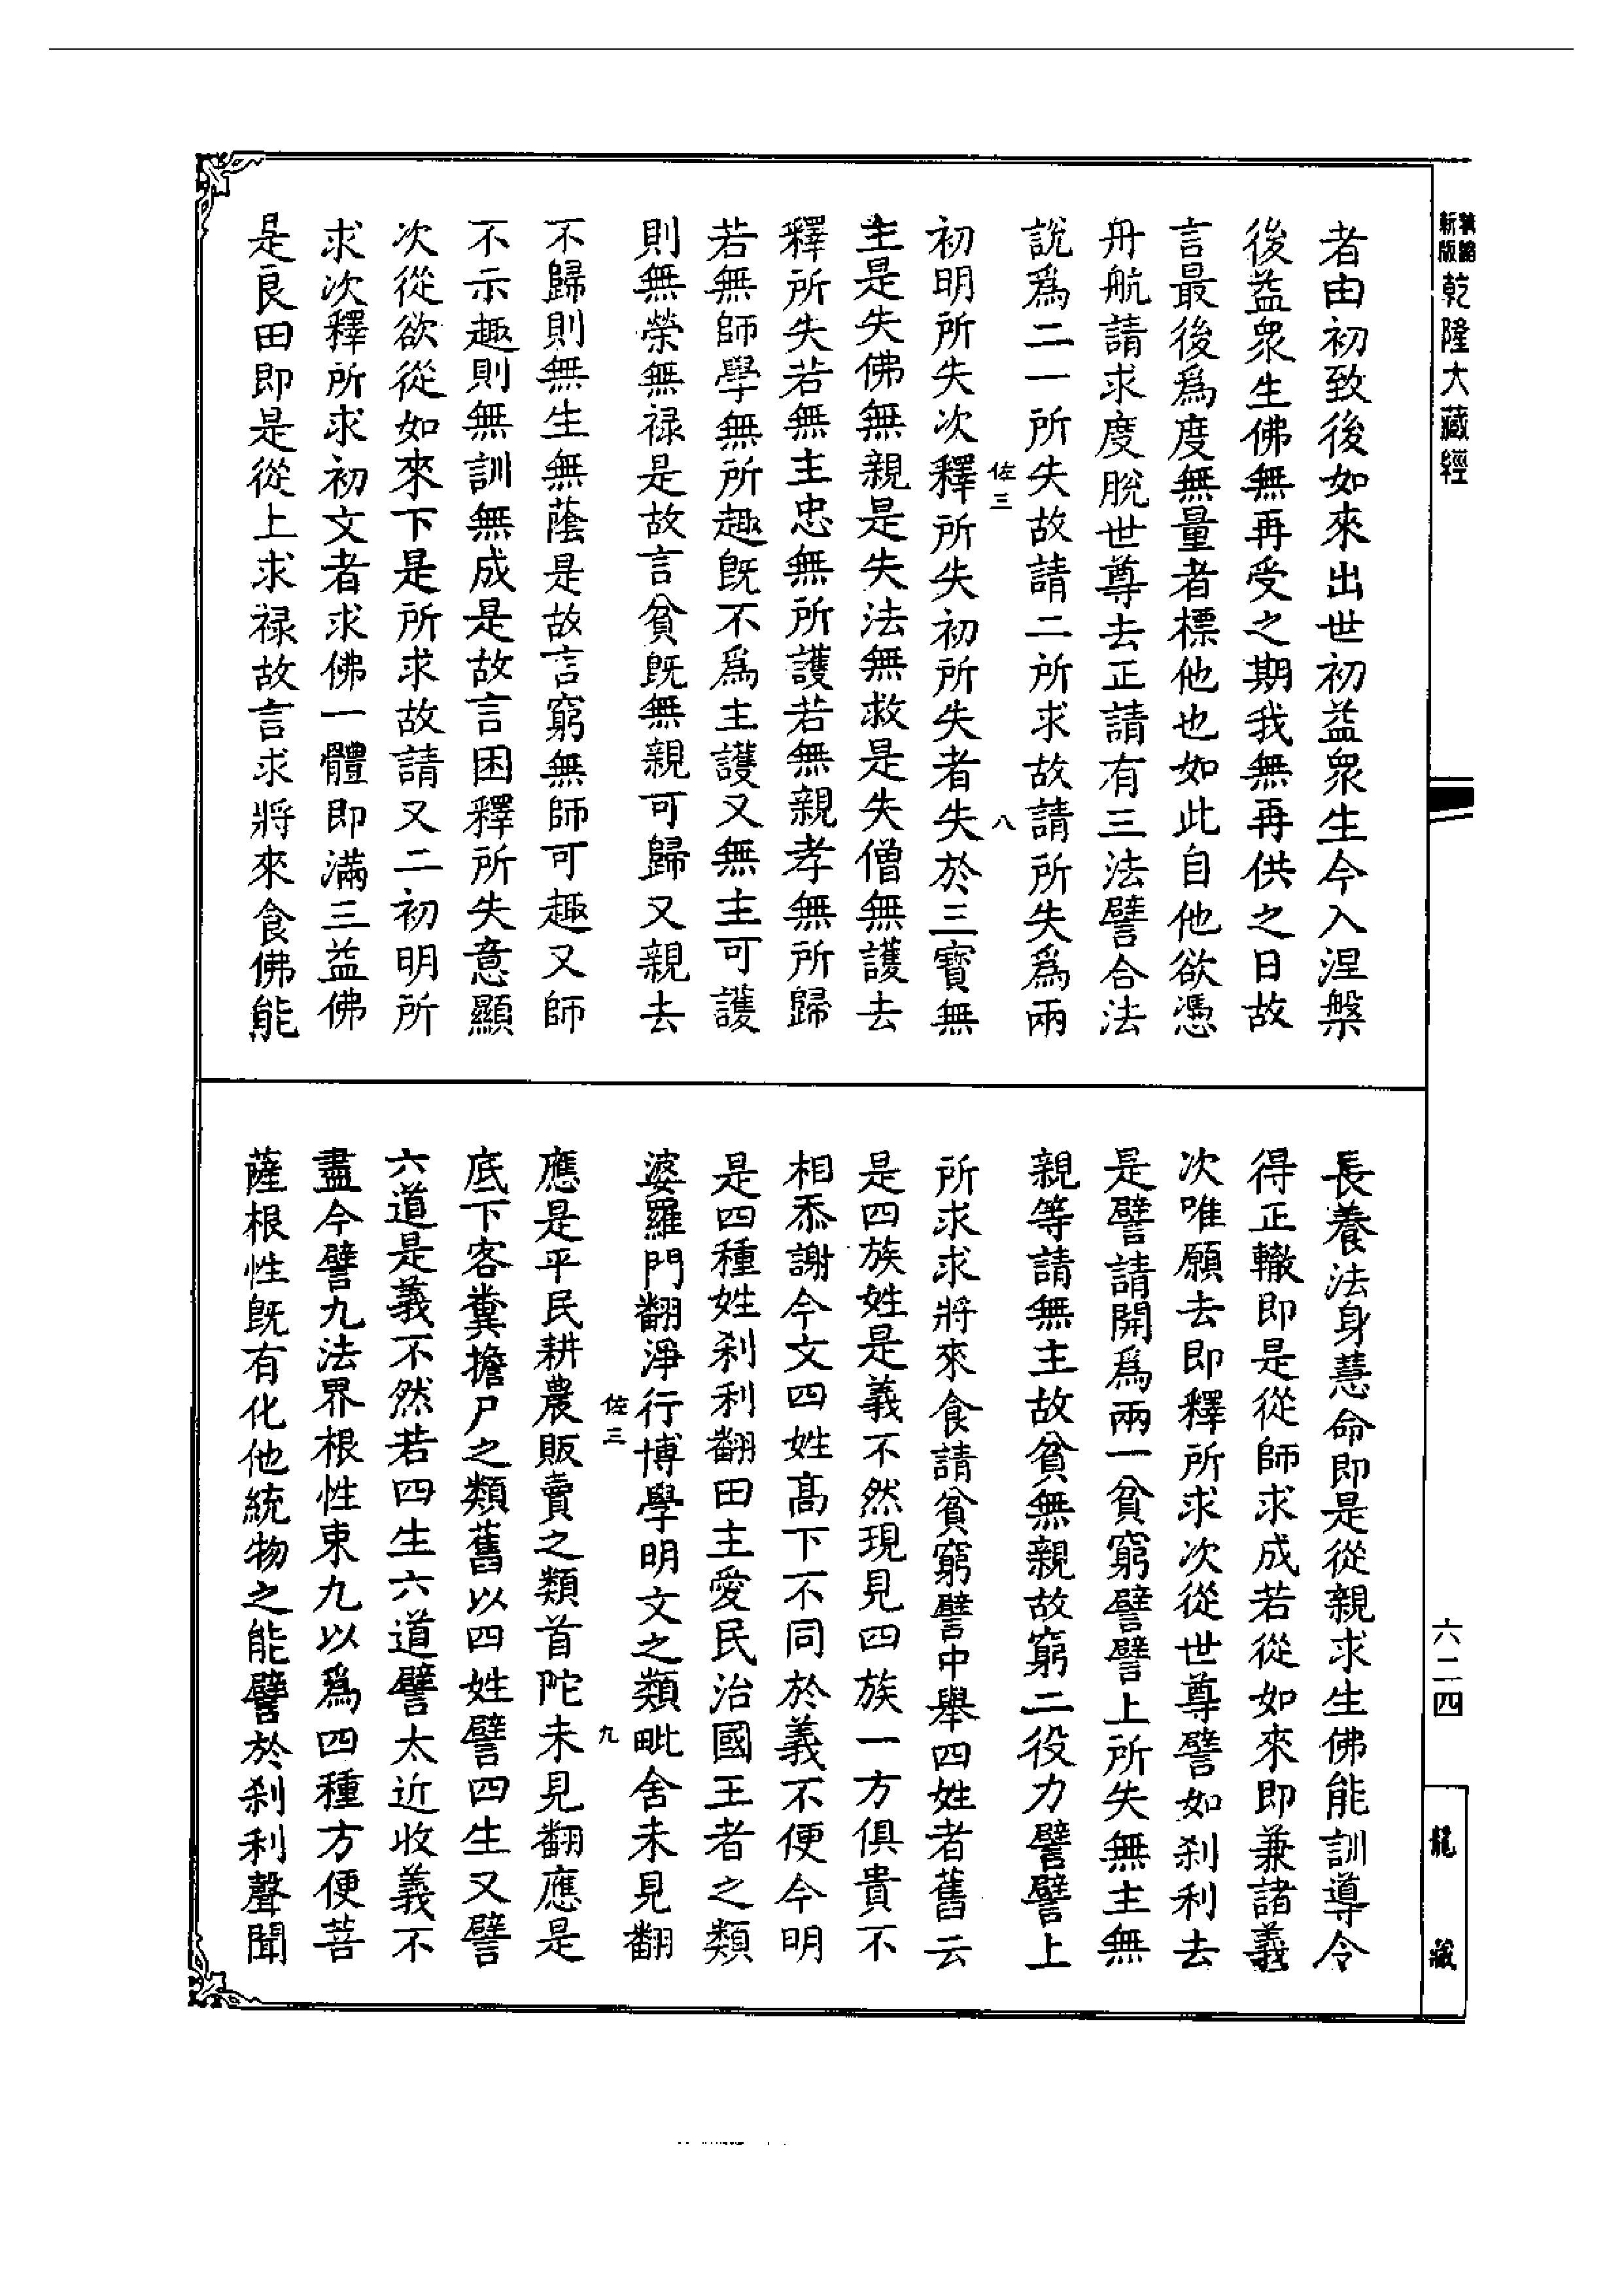 新版
精縮
乾隆大藏經
者由初致後如來出世初益眾生今入涅槃
後益眾生佛無再受之期我無再供之日故
言最後為度無量者標他也如此自他欲憑
舟航請求度脫世尊去正請有三法譬合法
說為二一所失故請二所求故請所失為兩
佐三
八
初明所失次釋所失初所失者失於三寶無
主是失佛無親是失法無救是失僧無護去
釋所失若無主忠無所護若無親孝無所歸
若無師學無所趣既不為主護又無主可護
則無榮無祿是故言貧既無親可歸又親去
不歸則無生無蔭是故言窮無師可趣又師
不示趣則無訓無成是故言困釋所失意顯
次從欲從如來下是所求故請又二初明所
求次釋所求初文者求佛一體即滿三益佛
是良田即是從上求祿故言求將來食佛能
長養法身慧命即是從親求生佛能訓導令
得正轍即是從師求成若從如來即兼諸義
次唯願去即釋所求次從世尊譬如剎利去
是譬請開為兩一貧窮譬譬上所失無主無
親等請無主故貧無親故窮二役力譬譬上
所求求將來食請貧窮譬中舉四姓者舊云
是四族姓是義不然現見四族一方俱貴不
相忝謝今文四姓高下不同於義不便今明
是四種姓剎利翻田主愛民治國王者之類
婆羅門翻淨行博學明文之類毗舍未見翻
佐三
九
應是平民耕農販賣之類首陀未見翻應是
底下客糞擔尸之類舊以四姓譬四生又譬
六道是義不然若四生六道譬太近收義不
盡今譬九法界根性束九以為四種方便菩
薩根性既有化他統物之能譬於剎利聲聞
六二四
龍藏